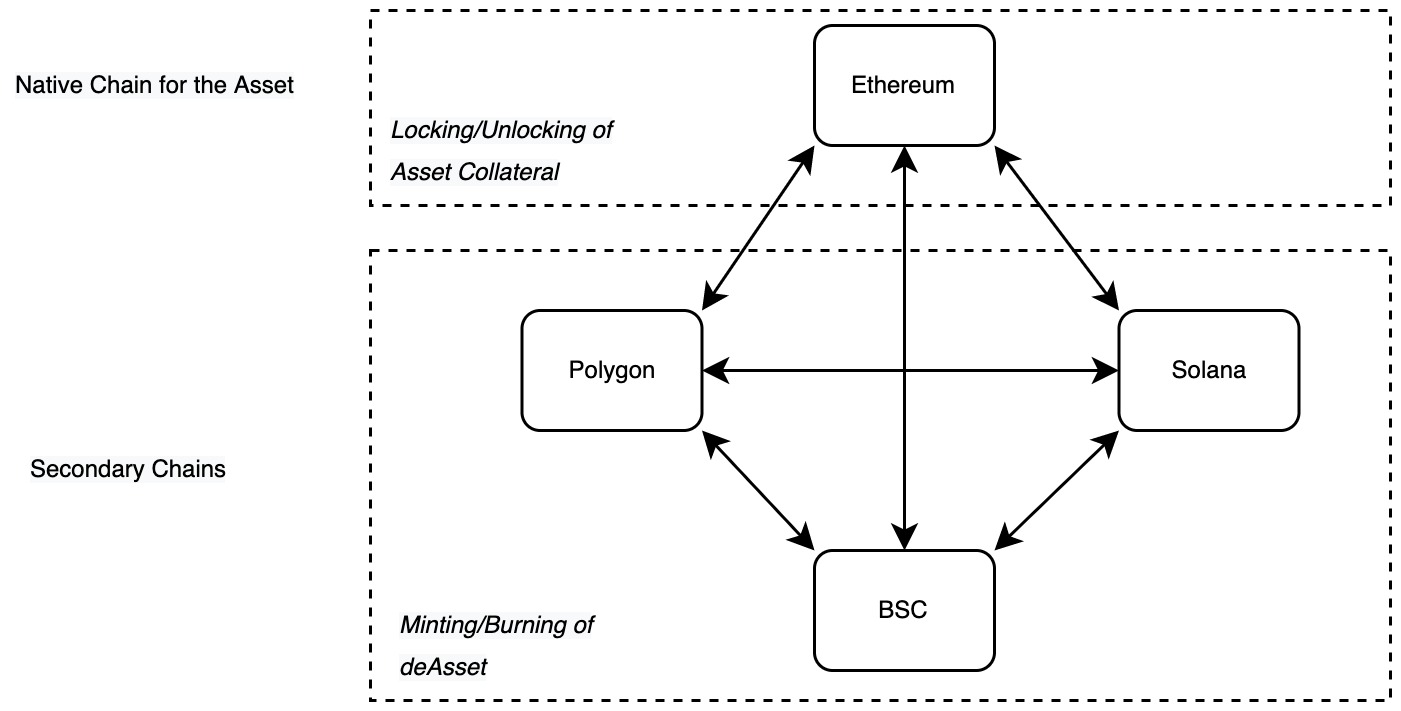 Native Chain for the Asset
Ethereum
Locking/Unlocking of
Asset Collateral
Polygon
Solana
Secondary Chains
BSC
Minting/Burning of
deAsset